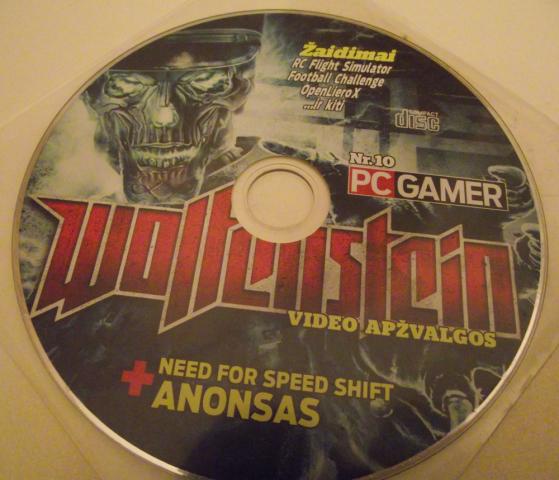 Žaidimai
RC Flight Simulator
Football Challenge
OpenLieroX
...ir kiti
COMPACT
disc
Nr.10
PC GAMER
Wolfenstein
VIDEO APŽVALGOS
+ NEED FOR SPEED SHIFT
ANONSAS